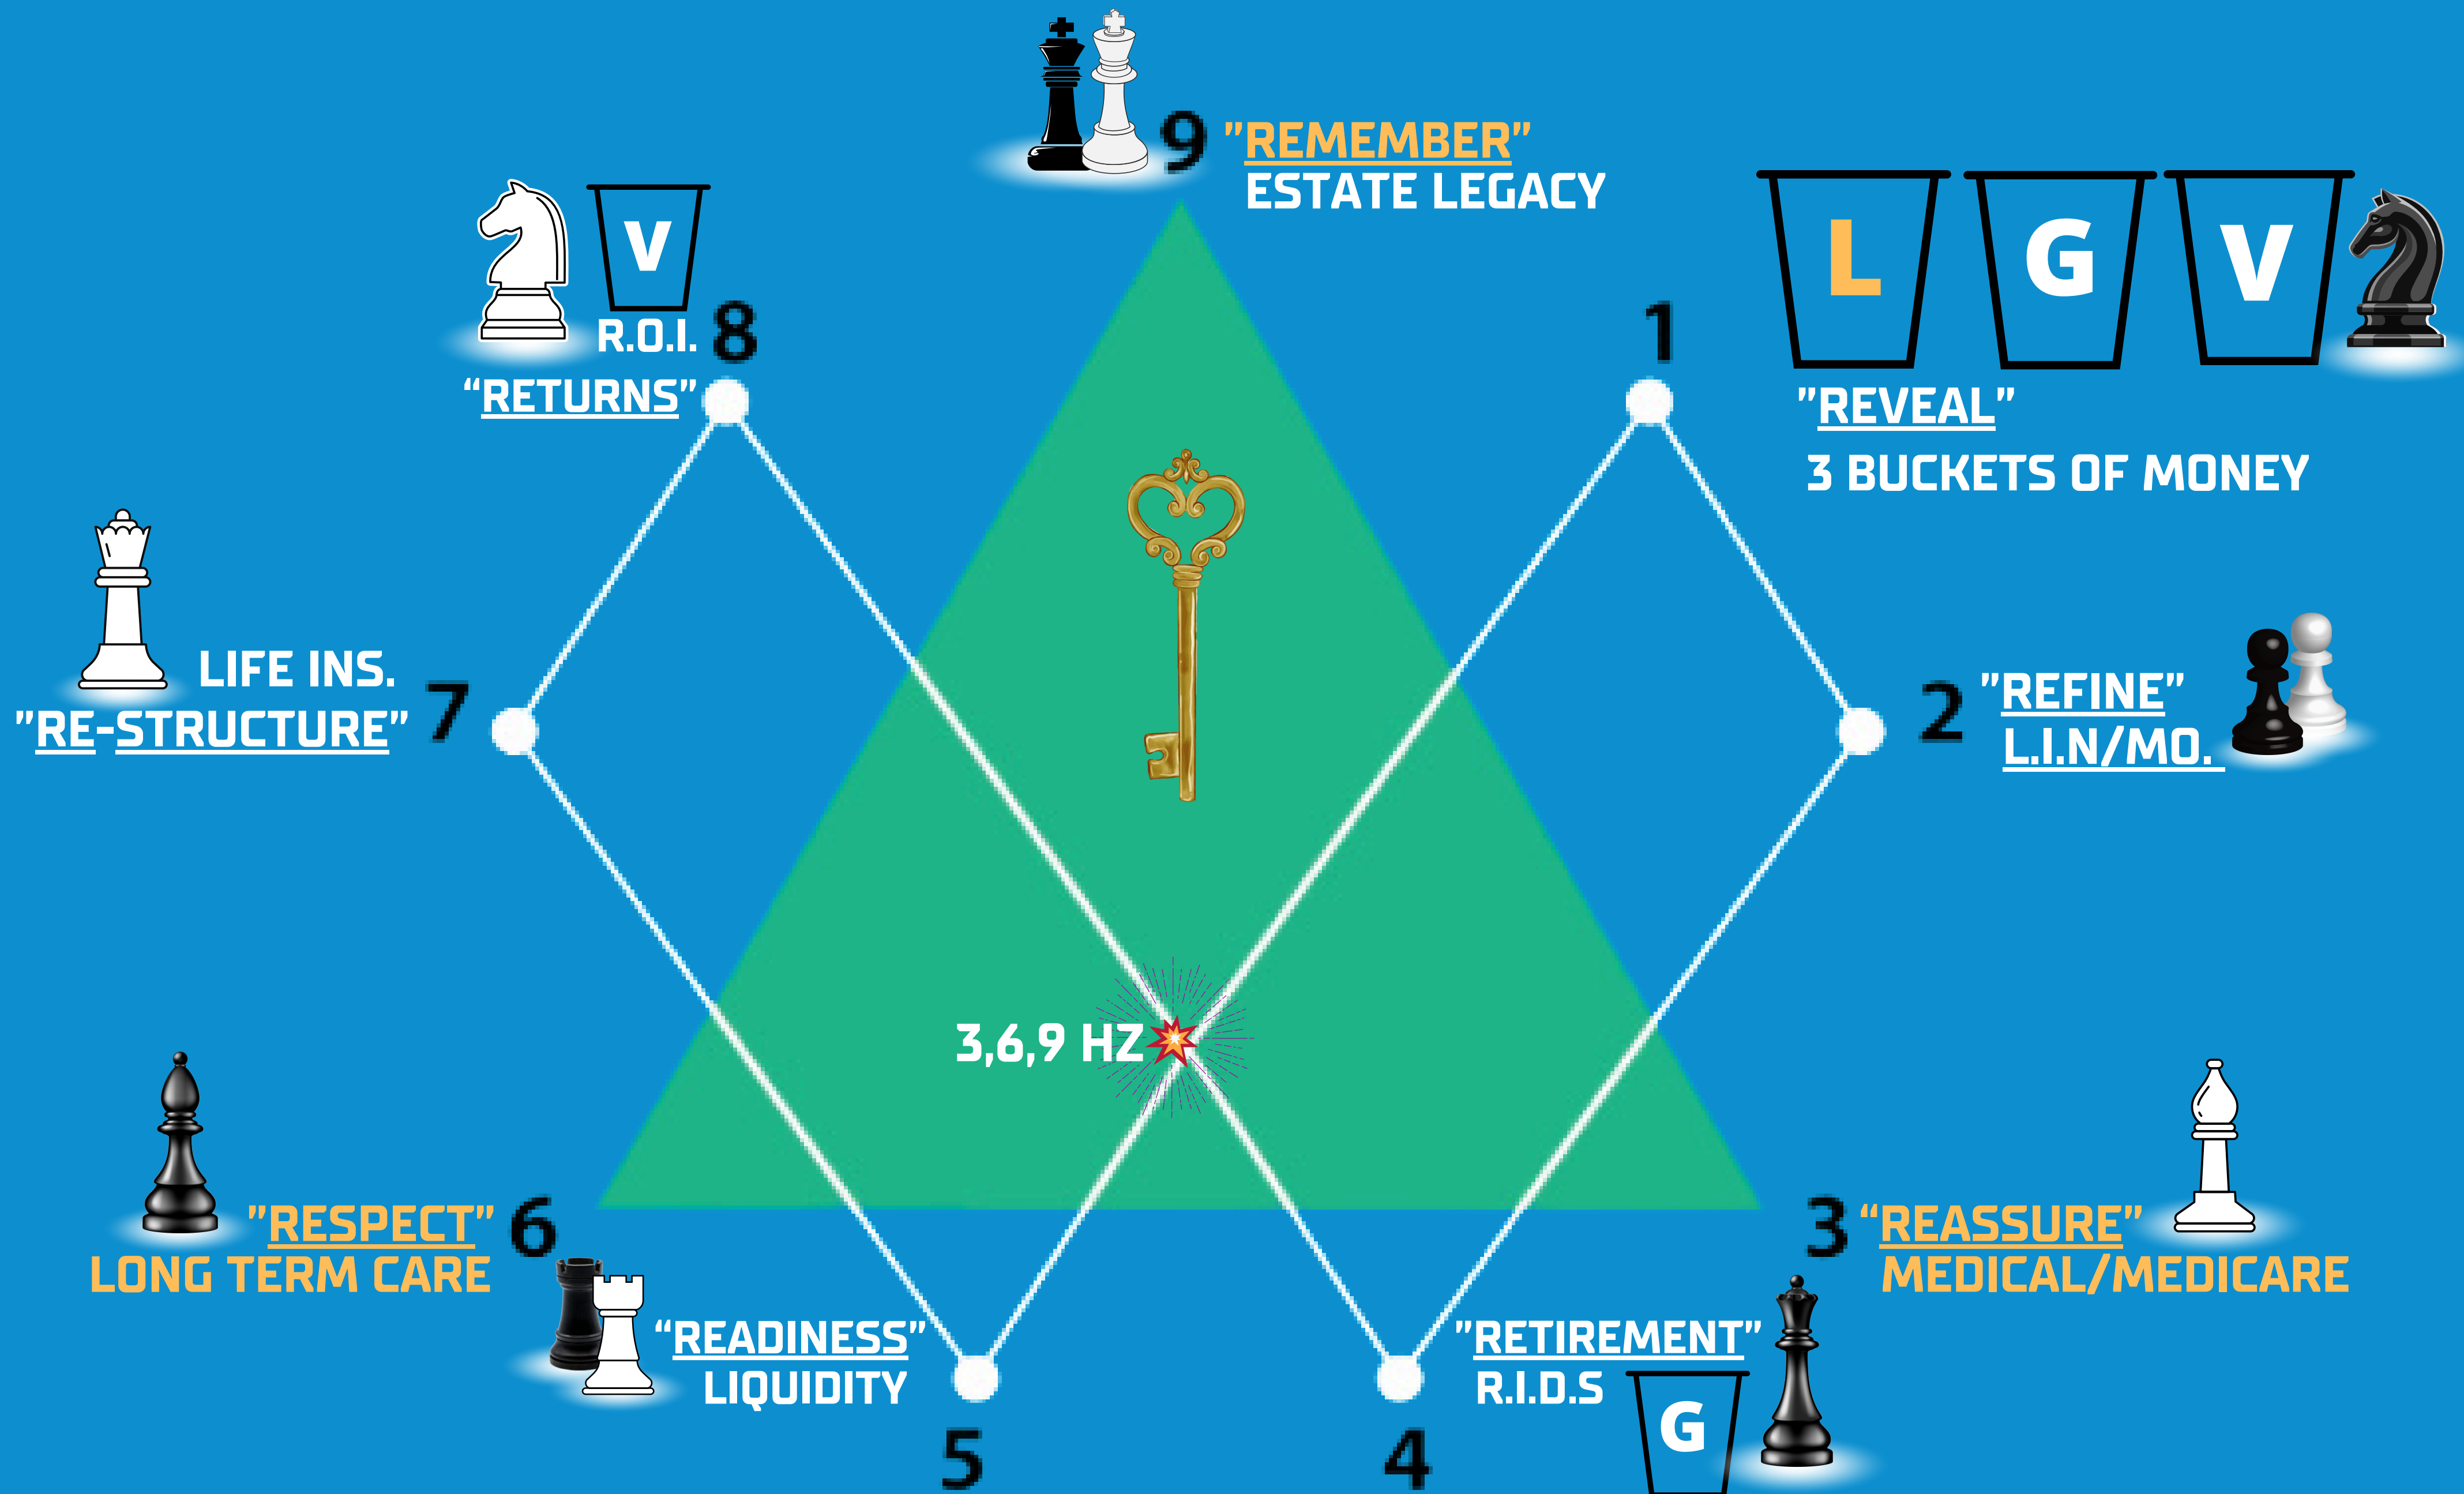 9 ”REMEMBER”
ESTATE LEGACY
V
R.O.I. 8
“RETURNS”
1
L G V
”REVEAL”
3 BUCKETS OF MONEY
LIFE INS.
”RE-STRUCTURE” 7
2 ”REFINE”
L.I.N/MO.
3,6,9 HZ
”RESPECT” 6
LONG TERM CARE
3 “REASSURE”
MEDICAL/MEDICARE
“READINESS”
LIQUIDITY
5
”RETIREMENT”
R.I.D.S
G
4